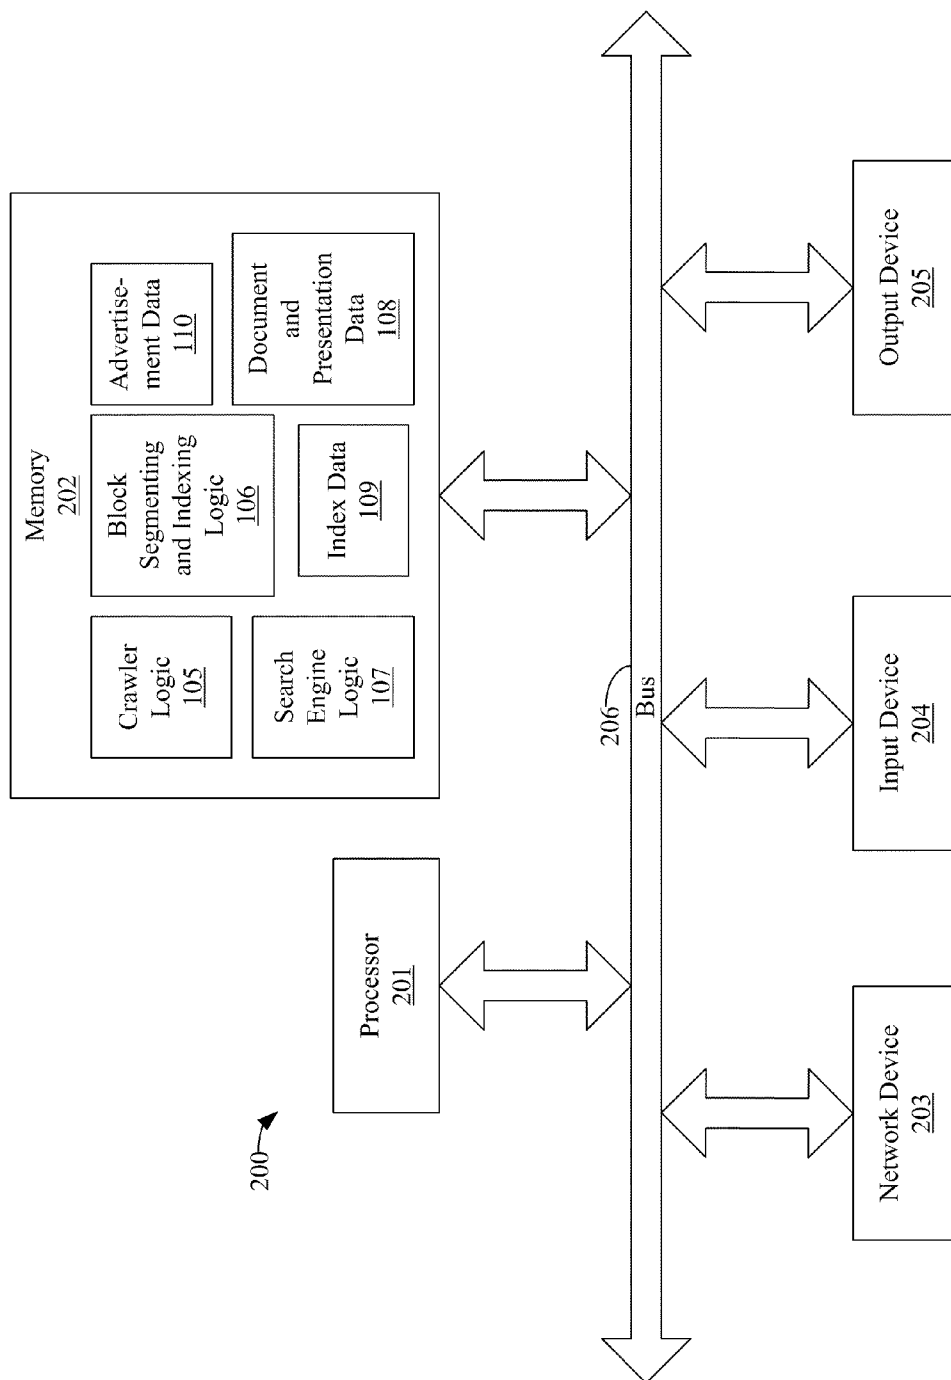 200
Processor
201
Memory
202
Crawler
Logic
105
Block
Segmenting
and Indexing
Logic
106
Advertise-
ment Data
110
Search
Engine
Logic
107
Index Data
109
Document
and
Presentation
Data
108
206
Bus
Network Device
203
Input Device
204
Output Device
205